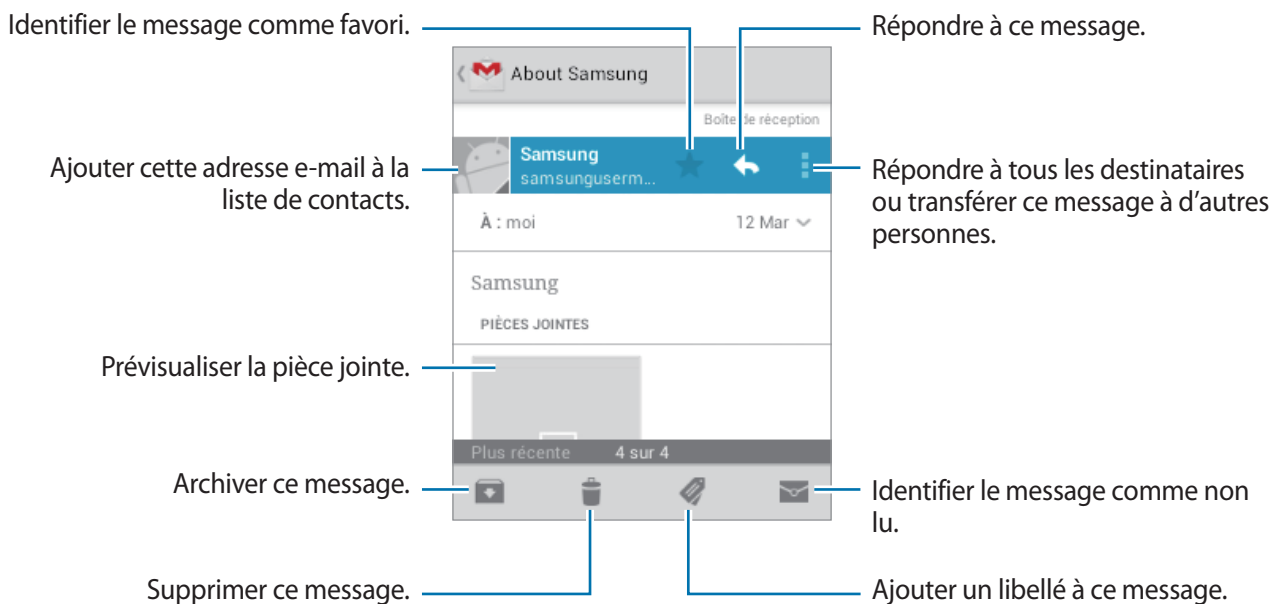 Identifier le message comme favori.
Répondre à ce message.
About Samsung
Boîte de réception
Ajouter cette adresse e-mail à la
liste de contacts.
Samsung
samsunguserm...
Répondre à tous les destinataires
ou transférer ce message à d’autres
personnes.
À : moi
12 Mar
Samsung
PIÈCES JOINTES
Prévisualiser la pièce jointe.
Plus récente
4 sur 4
Archiver ce message.
Identifier le message comme non
lu.
Supprimer ce message.
Ajouter un libellé à ce message.